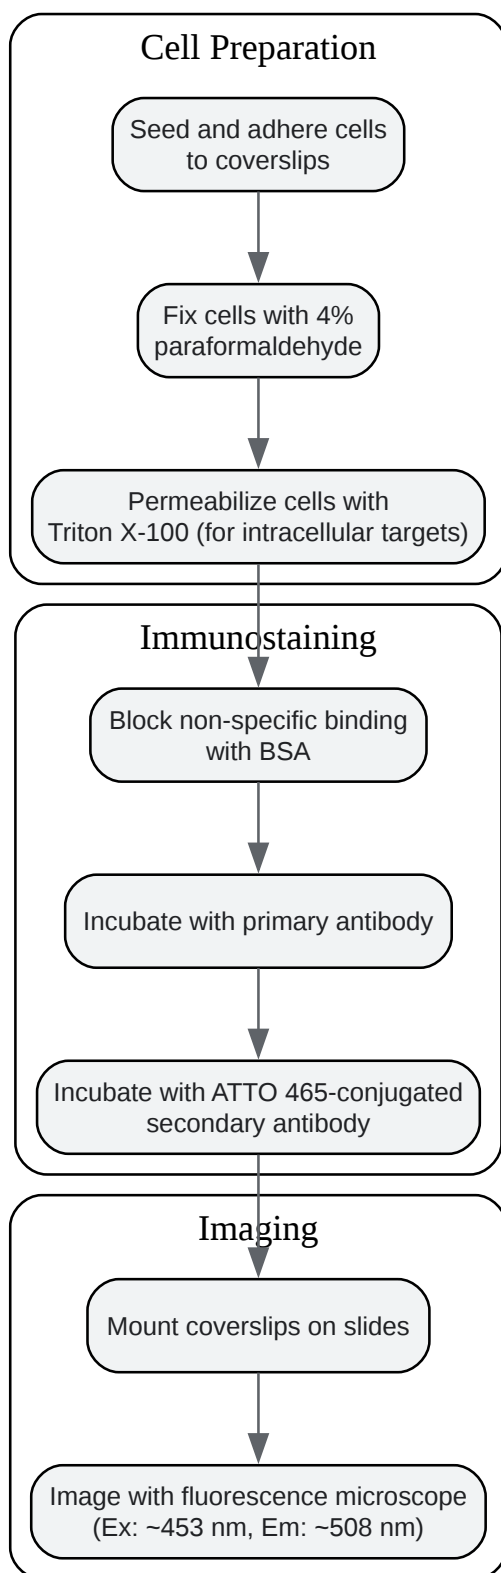 Cell Preparation
Seed and adhere cells
to coverslips
Fix cells with 4%
paraformaldehyde
Permeabilize cells with
Triton X-100 (for intracellular targets)
Immunostaining
Block non-specific binding
with BSA
Incubate with primary antibody
Incubate with ATTO 465-conjugated
secondary antibody
Imaging
Mount coverslips on slides
Image with fluorescence microscope
(Ex: ~453 nm, Em: ~508 nm)